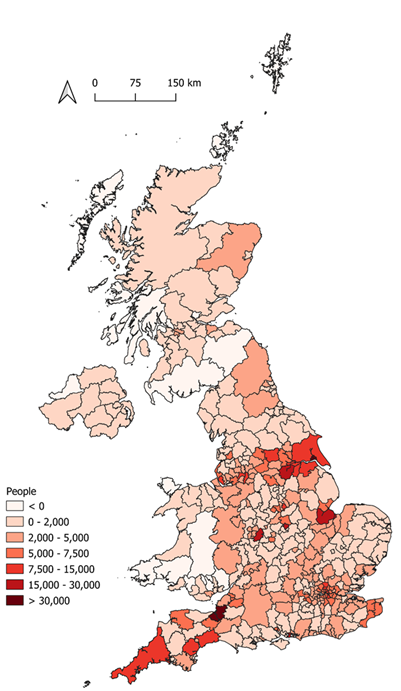 0 75 150 km
People
< 0
0 - 2,000
2,000 - 5,000
5,000 - 7,500
7,500 - 15,000
15,000 - 30,000
> 30,000